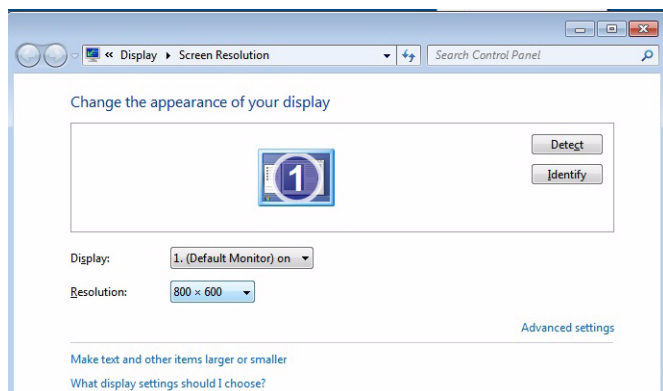 « Display ▸ Screen Resolution Search Control Panel
Change the appearance of your display
1
Detect
Identify
Display: 1. (Default Monitor) on
Resolution: 800 × 600
Advanced settings
Make text and other items larger or smaller
What display settings should I choose?